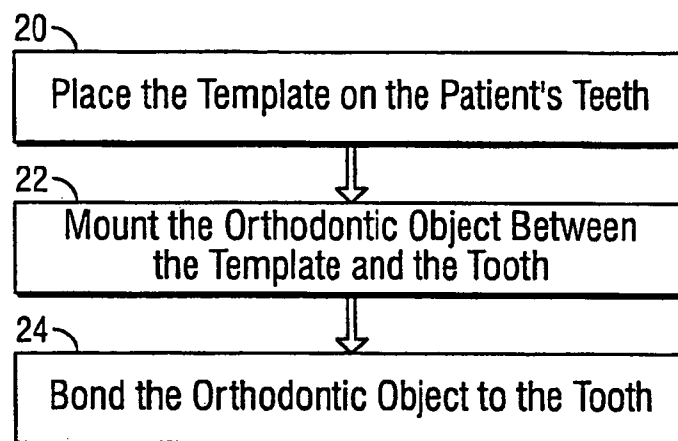 20
Place the Template on the Patient's Teeth
22
Mount the Orthodontic Object Between
the Template and the Tooth
24
Bond the Orthodontic Object to the Tooth